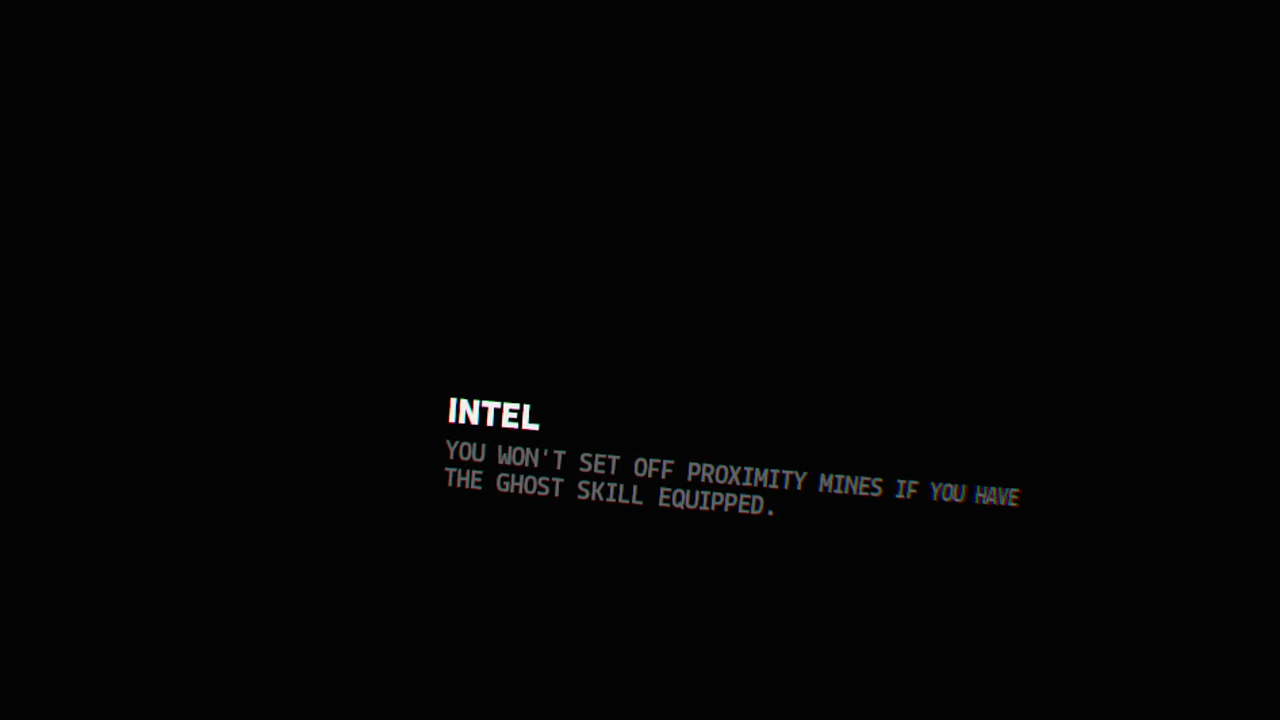 INTEL
YOU WON'T SET OFF PROXIMITY MINES IF YOU HAVE
THE GHOST SKILL EQUIPPED.